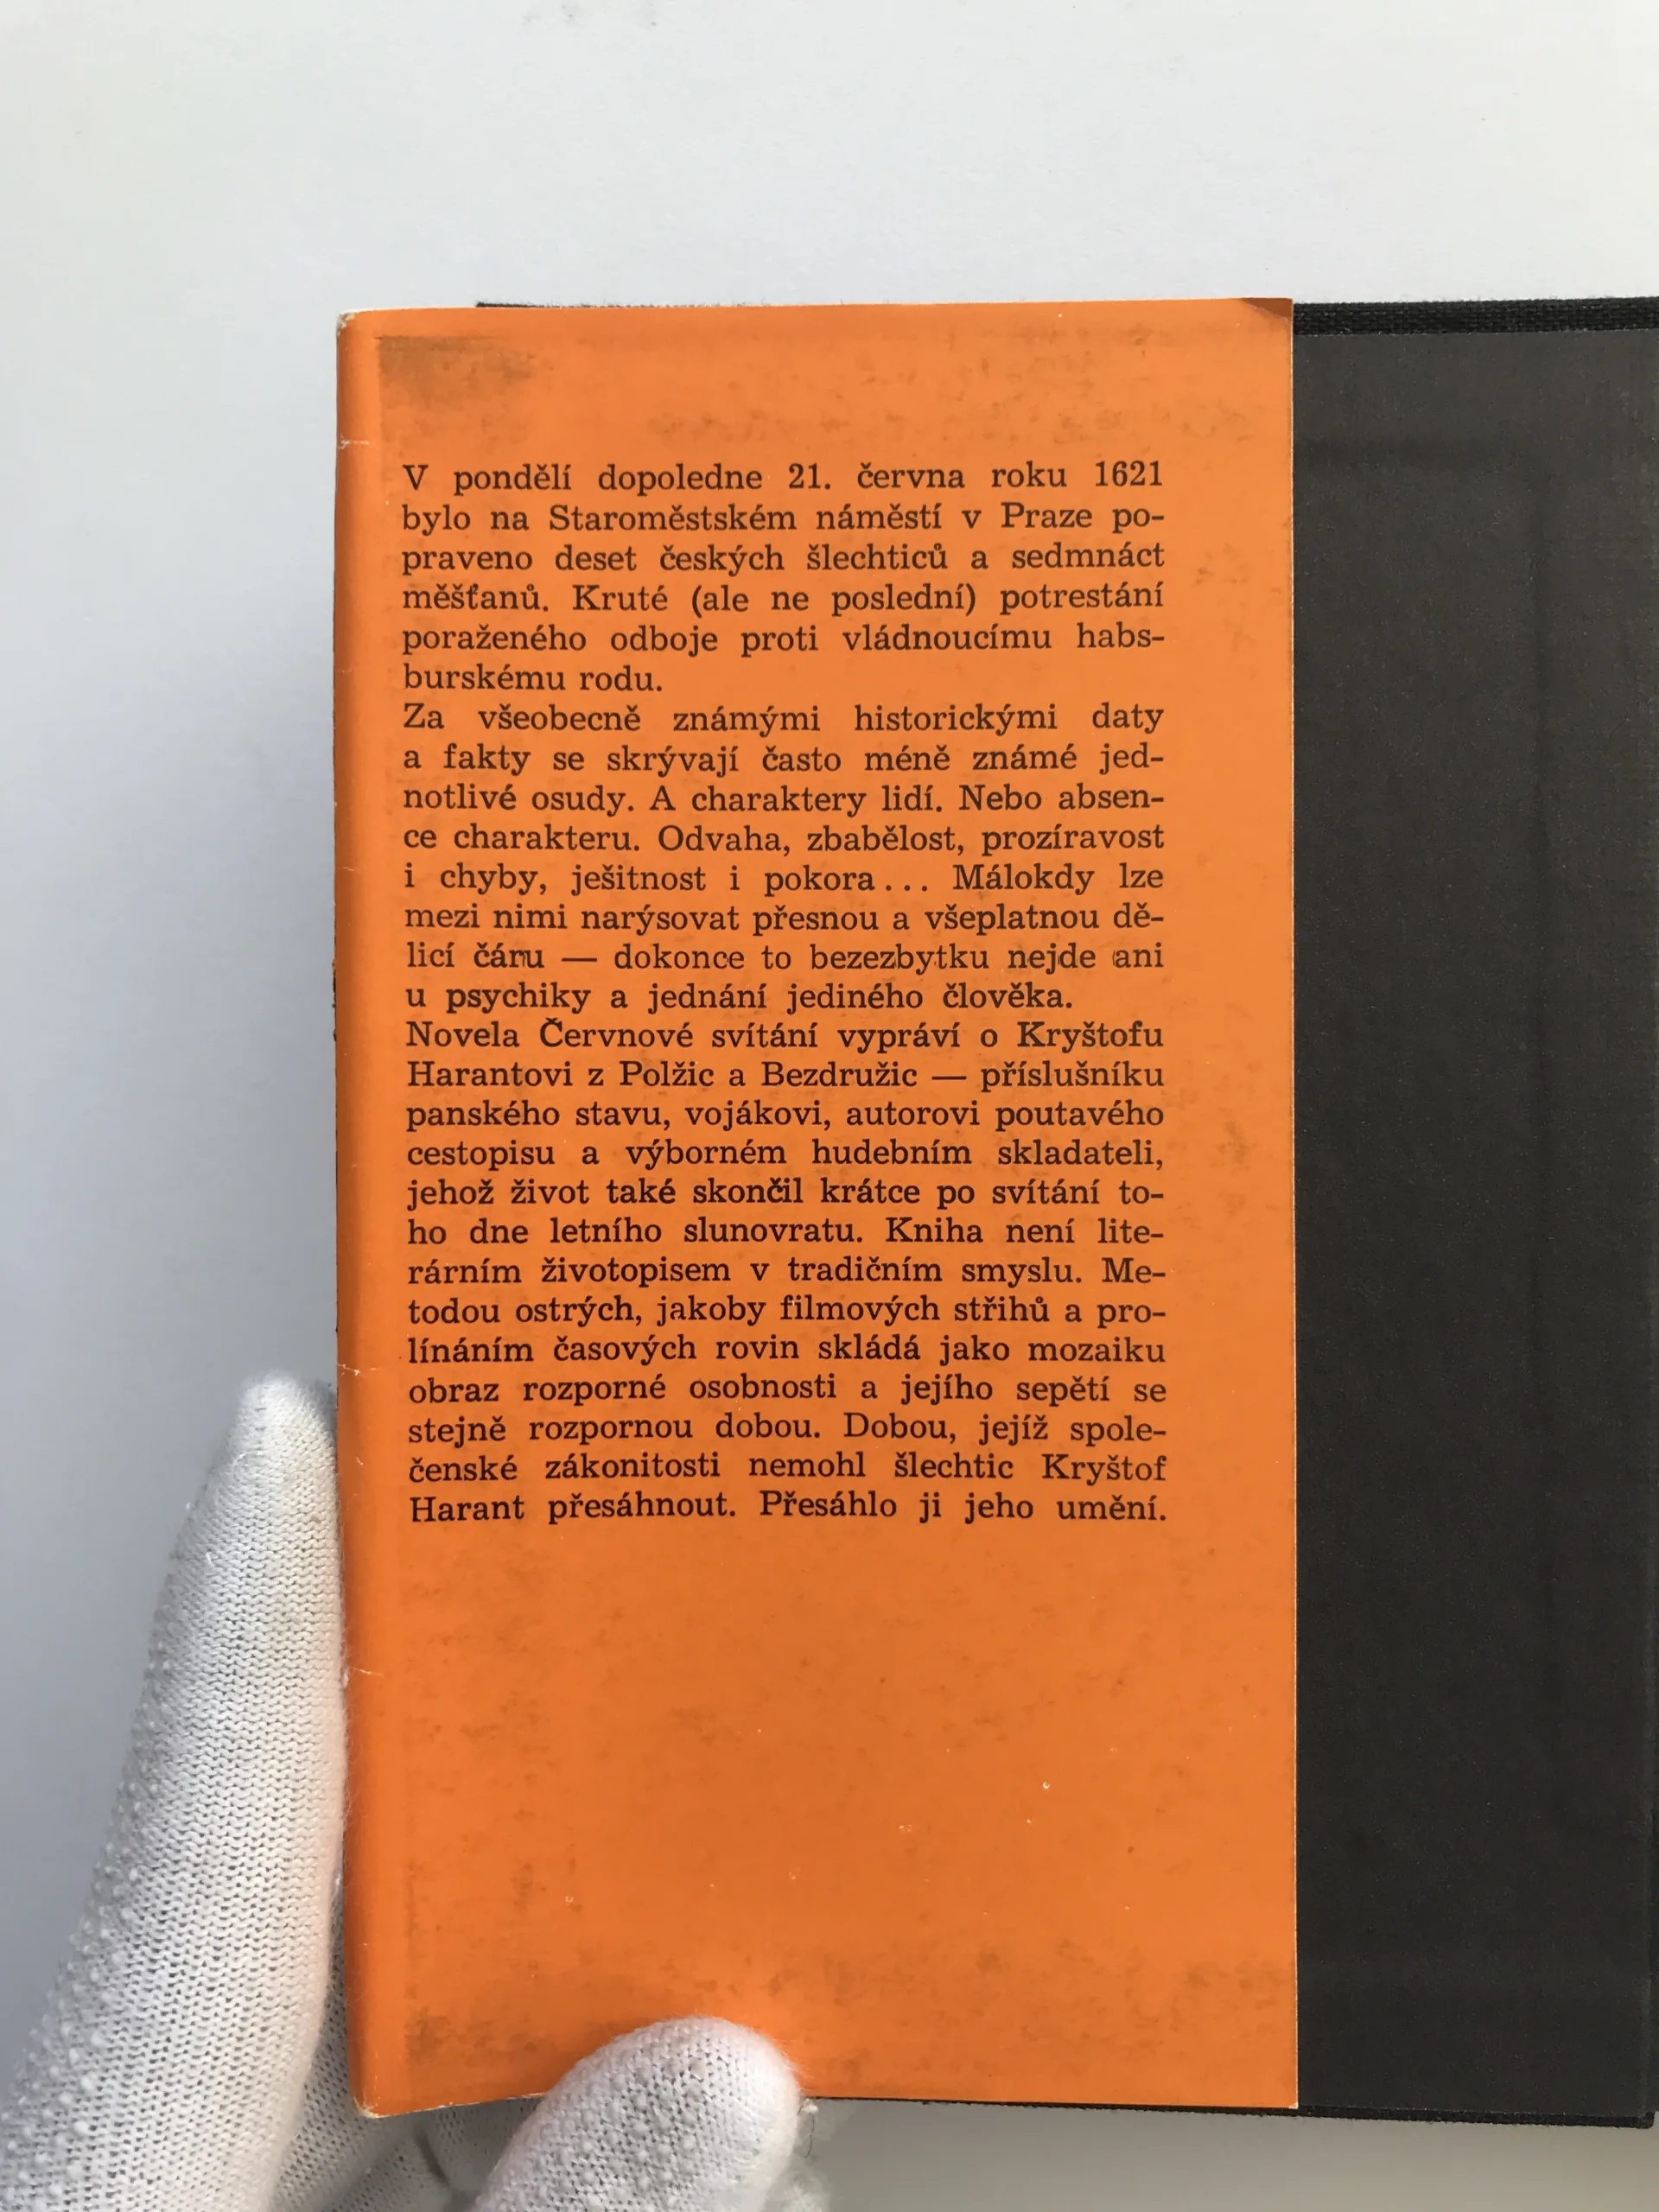 V pondělí dopoledne 21. června roku 1621
bylo na Staroměstském náměstí v Praze po-
praveno deset českých šlechticů a sedmnáct
měšťanů. Kruté (ale ne poslední) potrestání
poraženého odboje proti vládnoucímu habs-
burskému rodu.
Za všeobecně známými historickými daty
a fakty se skrývají často méně známé jed-
notlivé osudy. A charaktery lidí. Nebo absen-
ce charakteru. Odvaha, zbabělost, prozíravost
i chyby, ješitnost i pokora... Málokdy lze
mezi nimi narýsovat přesnou a všeplatnou dě-
licí čáru — dokonce to bezezbytku nejde ani
u psychiky a jednání jediného člověka.
Novela Červnové svítání vypráví o Kryštofu
Harantovi z Polžic a Bezdružic — příslušníku
panského stavu, vojákovi, autorovi poutavého
cestopisu a výborném hudebním skladateli,
jehož život také skončil krátce po svítání to-
ho dne letního slunovratu. Kniha není lite-
rárním životopisem v tradičním smyslu. Me-
todou ostrých, jakoby filmových střihů a pro-
línáním časových rovin skládá jako mozaiku
obraz rozporné osobnosti a jejího sepětí se
stejně rozpornou dobou. Dobou, jejíž spole-
čenské zákonitosti nemohl šlechtic Kryštof
Harant přesáhnout. Přesáhlo ji jeho umění.